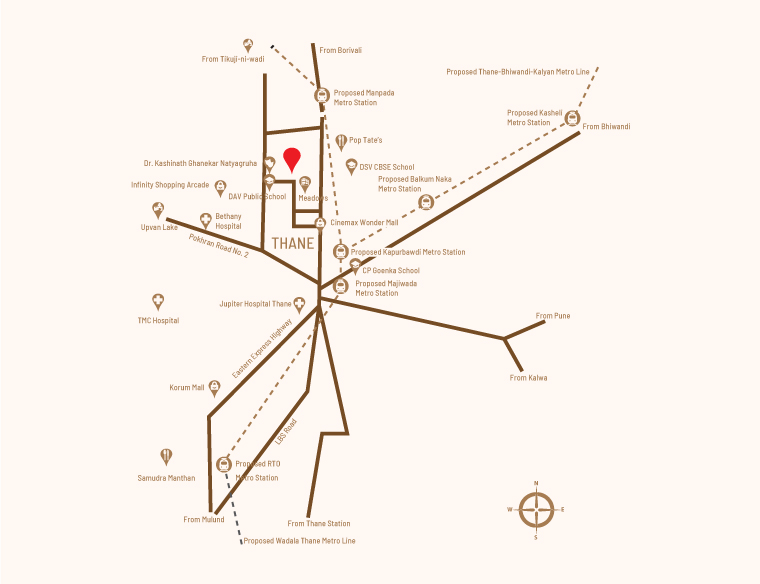 From Borivali
From Tikuji-ni-wadi
Proposed Thane-Bhiwandi-Kalyan Metro Line
Proposed Manpada
Metro Station
Proposed Kasheli
Metro Station
From Bhiwandi
Pop Tate's
Dr. Kashinath Ghanekar Natyagruha
DSV CBSE School
Proposed Balkum Naka
Metro Station
Infinity Shopping Arcade
DAV Public School
Meadows
Bethany
Hospital
Upvan Lake
Cinemax Wonder Mall
Pokhran Road No. 2
THANE
Proposed Kapurbawdi Metro Station
CP Goenka School
Proposed Majiwada
Metro Station
Jupiter Hospital Thane
TMC Hospital
From Pune
Eastern Express Highway
From Kalwa
Korum Mall
LBS Road
Proposed RTO
Metro Station
Samudra Manthan
From Mulund
From Thane Station
Proposed Wadala Thane Metro Line
N
W
E
S